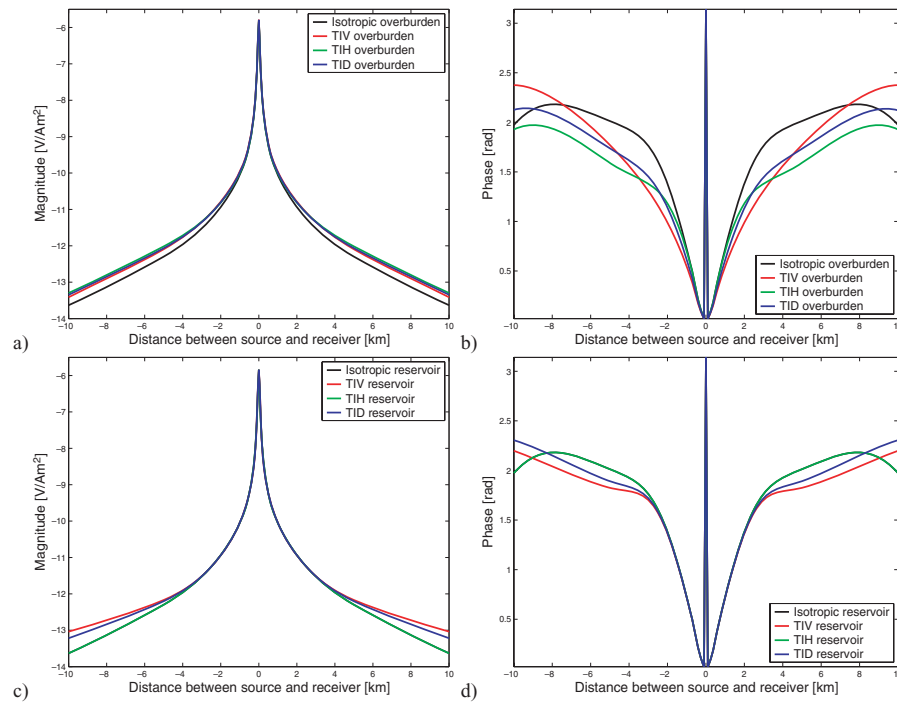 Isotropic overburden
TIV overburden
TIH overburden
TID overburden
−6
−7
−8
−9
−10
−11
−12
−13
−14
Magnitude [V/Am²]
−10 −8 −6 −4 −2 0 2 4 6 8 10
Distance between source and receiver [km]
a)
3
2.5
2
1.5
1
0.5
Phase [rad]
Isotropic overburden
TIV overburden
TIH overburden
TID overburden
−10 −8 −6 −4 −2 0 2 4 6 8 10
Distance between source and receiver [km]
b)
Isotropic reservoir
TIV reservoir
TIH reservoir
TID reservoir
−6
−7
−8
−9
−10
−11
−12
−13
−14
Magnitude [V/Am²]
−10 −8 −6 −4 −2 0 2 4 6 8 10
Distance between source and receiver [km]
c)
3
2.5
2
1.5
1
0.5
Phase [rad]
Isotropic reservoir
TIV reservoir
TIH reservoir
TID reservoir
−10 −8 −6 −4 −2 0 2 4 6 8 10
Distance between source and receiver [km]
d)